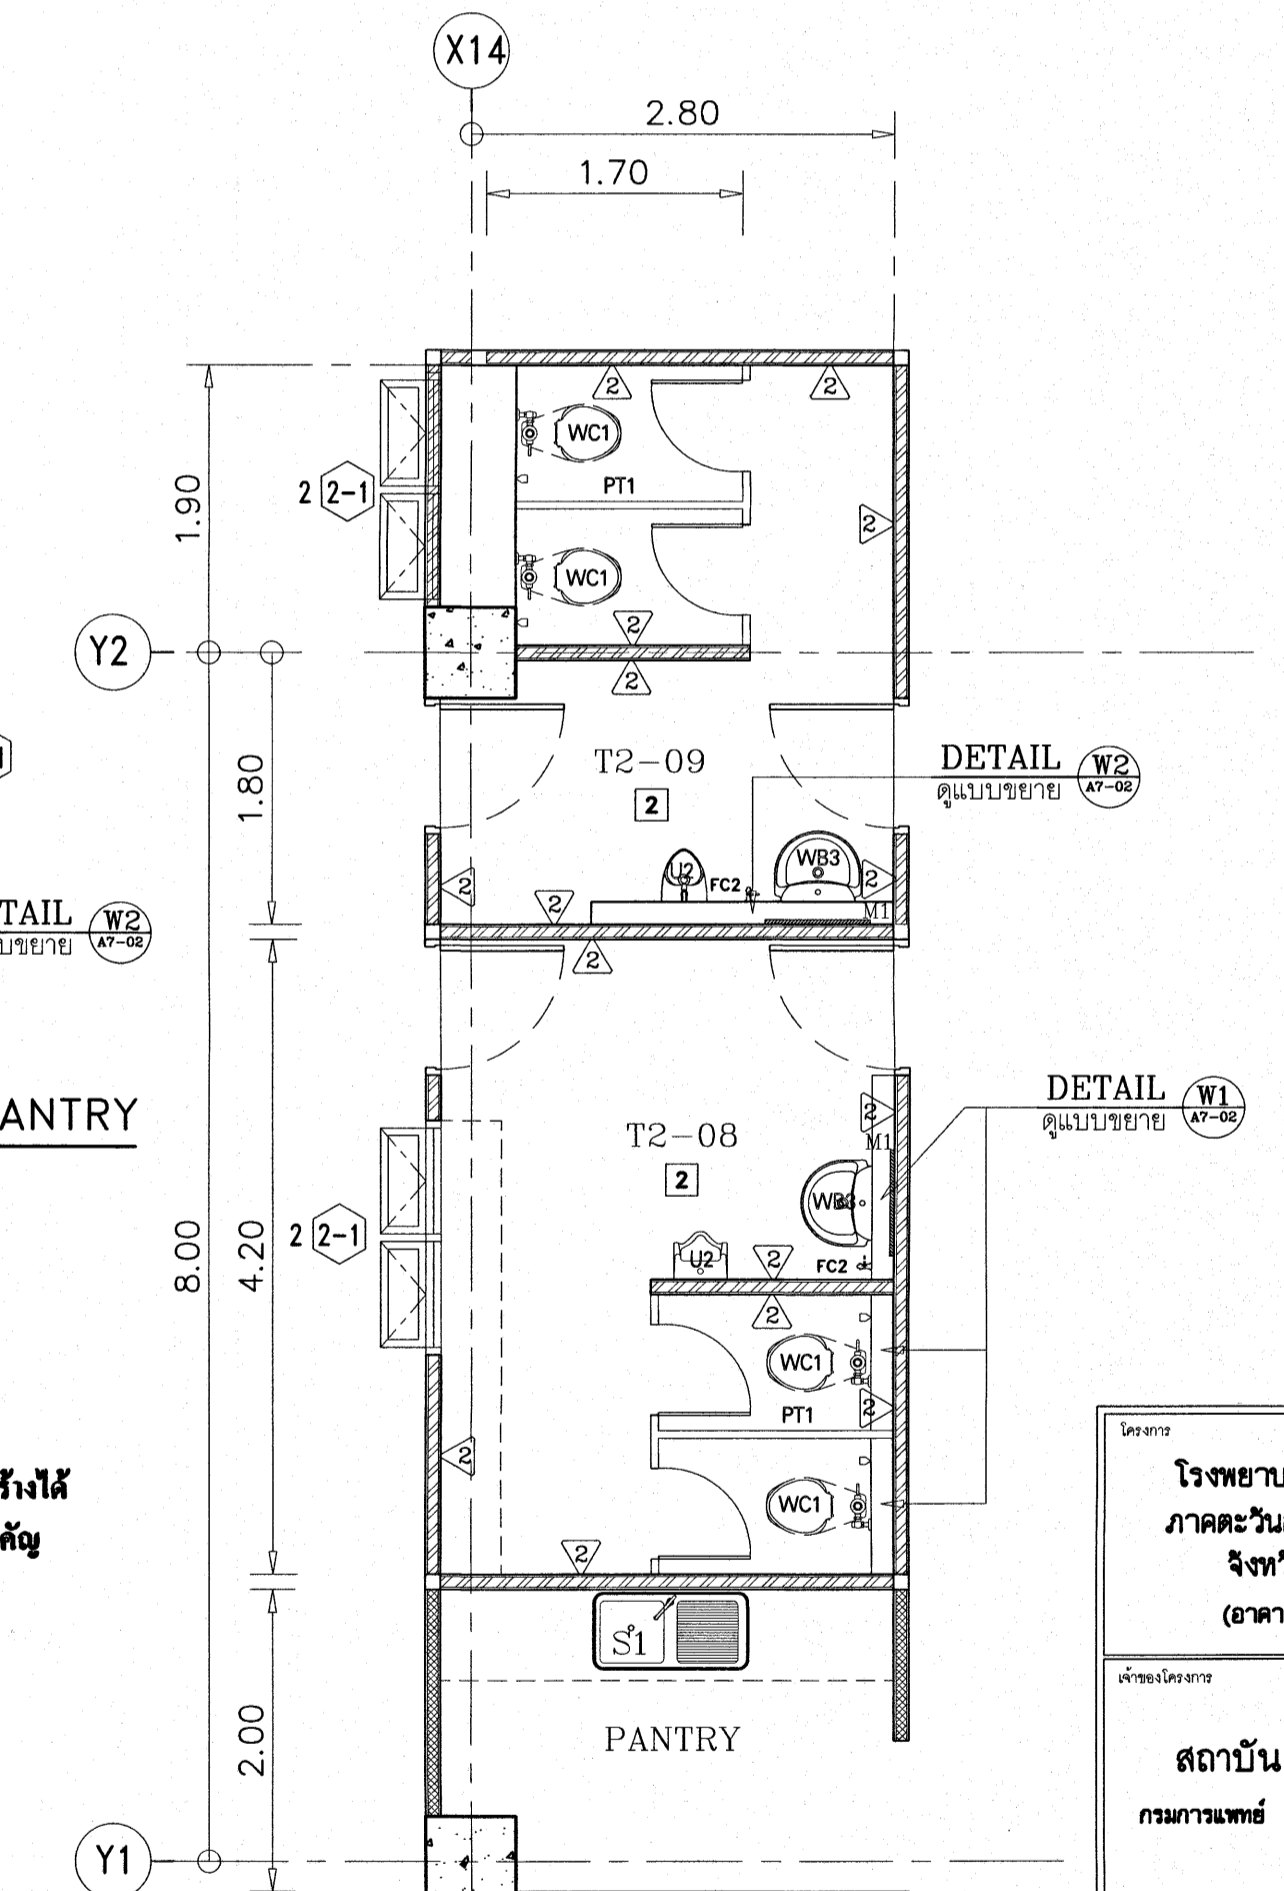 X14
2.80
1.70
2
2
WC1
2 2-1
PT1
1.90
2
WC1
2
Y2
2
T2-09
2
1.80
DETAIL W2
ดูแบบขยาย A7-02
WB3
U2
FC2
2
2
2
M1
TAIL W2
บขยาย A7-02
2
ANTRY
DETAIL W1
ดูแบบขยาย A7-02
2
T2-08
M1
2
WB3
2 2-1
8.00
4.20
U2
2
FC2
2
WC1
PT1
2
2
WC1
2
ร้างได้
คัญ
S1
PANTRY
2.00
Y1
โครงการ
โรงพยาบ
ภาคตะวัน
จังหว
(อาคา
เจ้าของโครงการ
สถาบัน
กรมการแพทย์